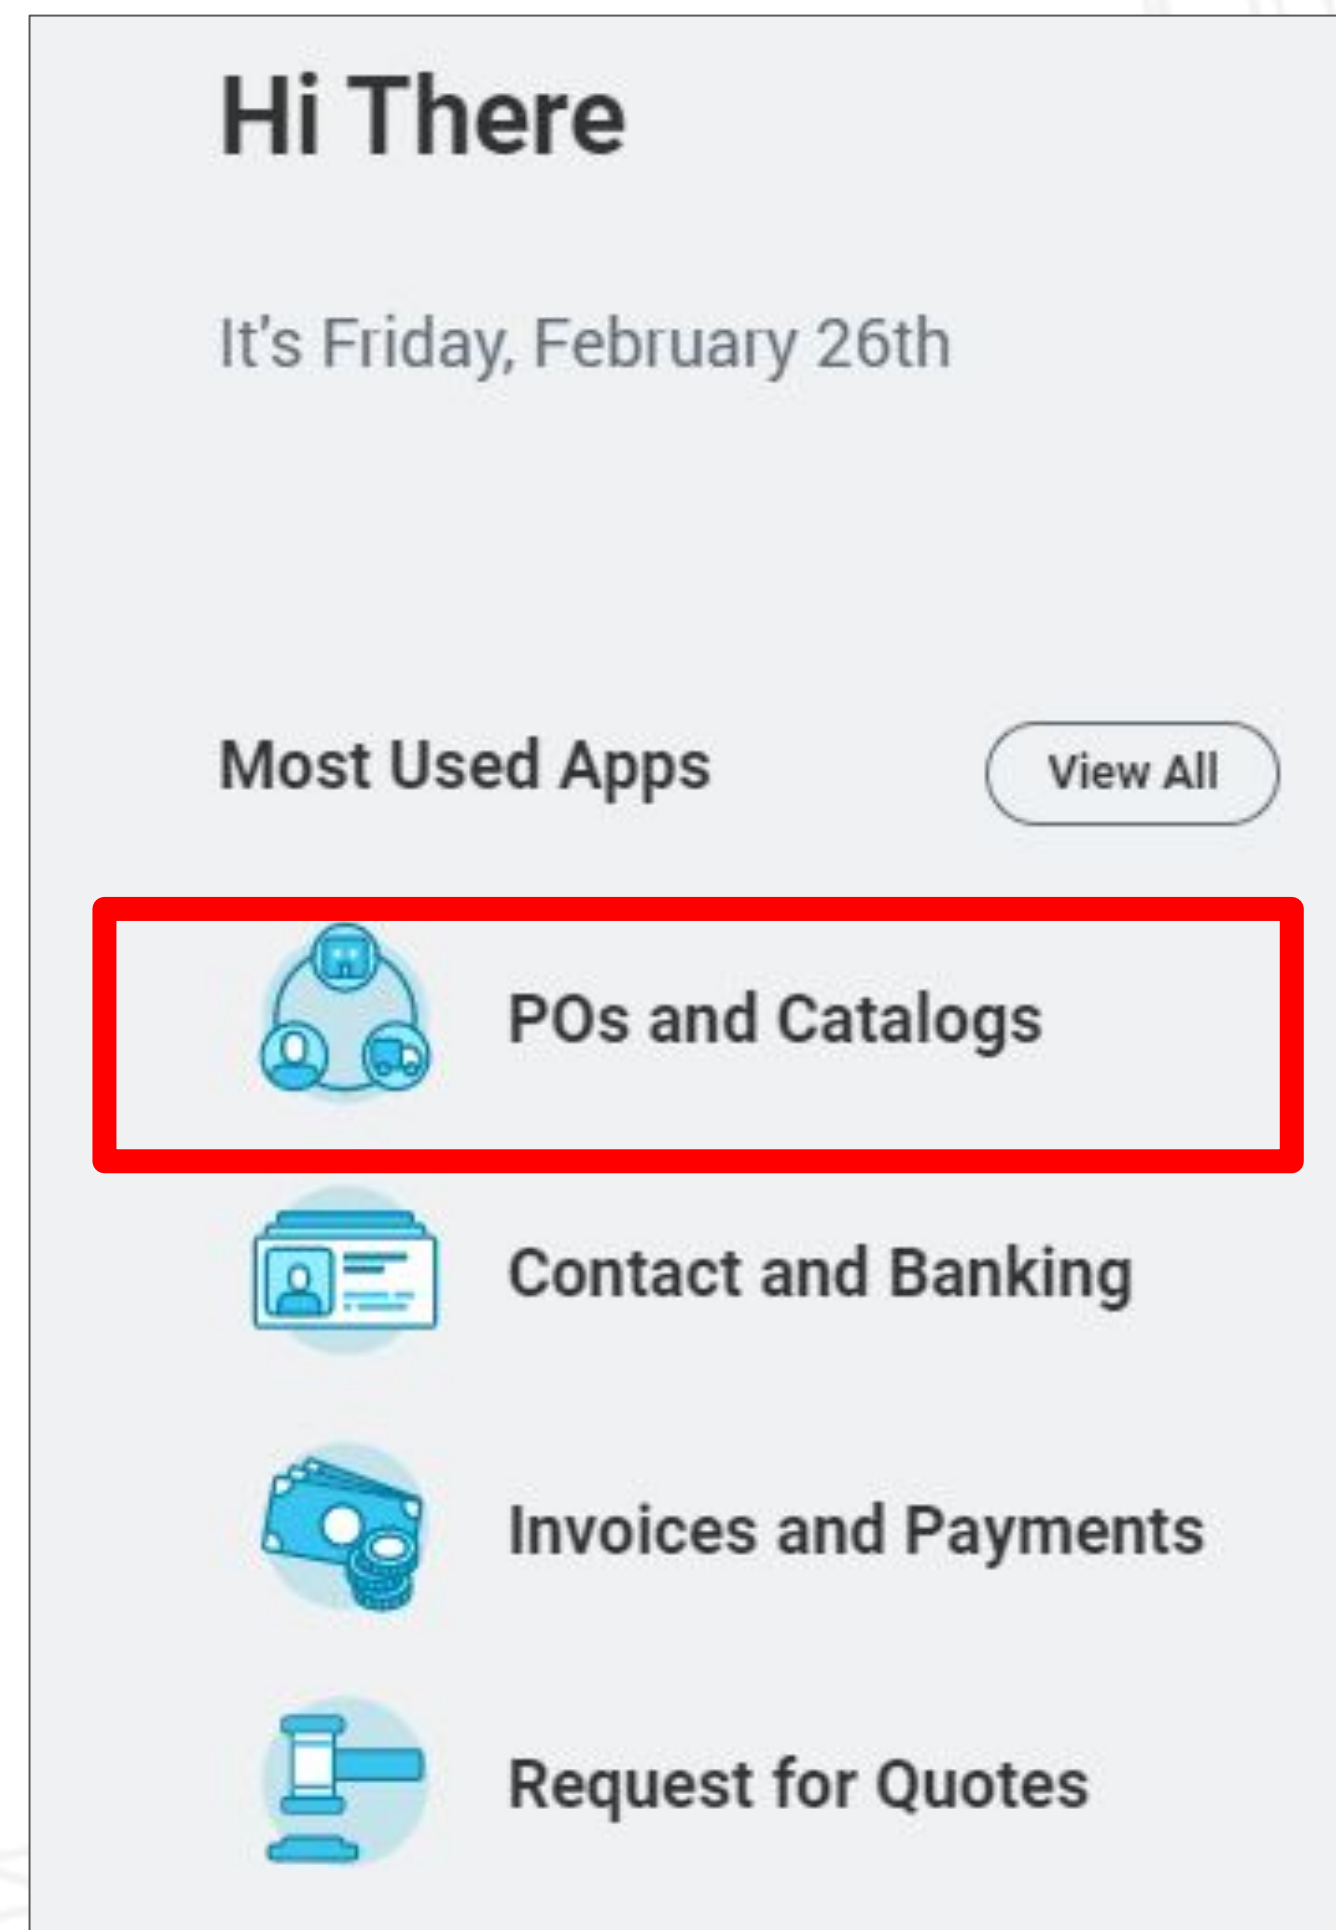 Hi There
It's Friday, February 26th
Most Used Apps
View All
POs and Catalogs
Contact and Banking
Invoices and Payments
Request for Quotes